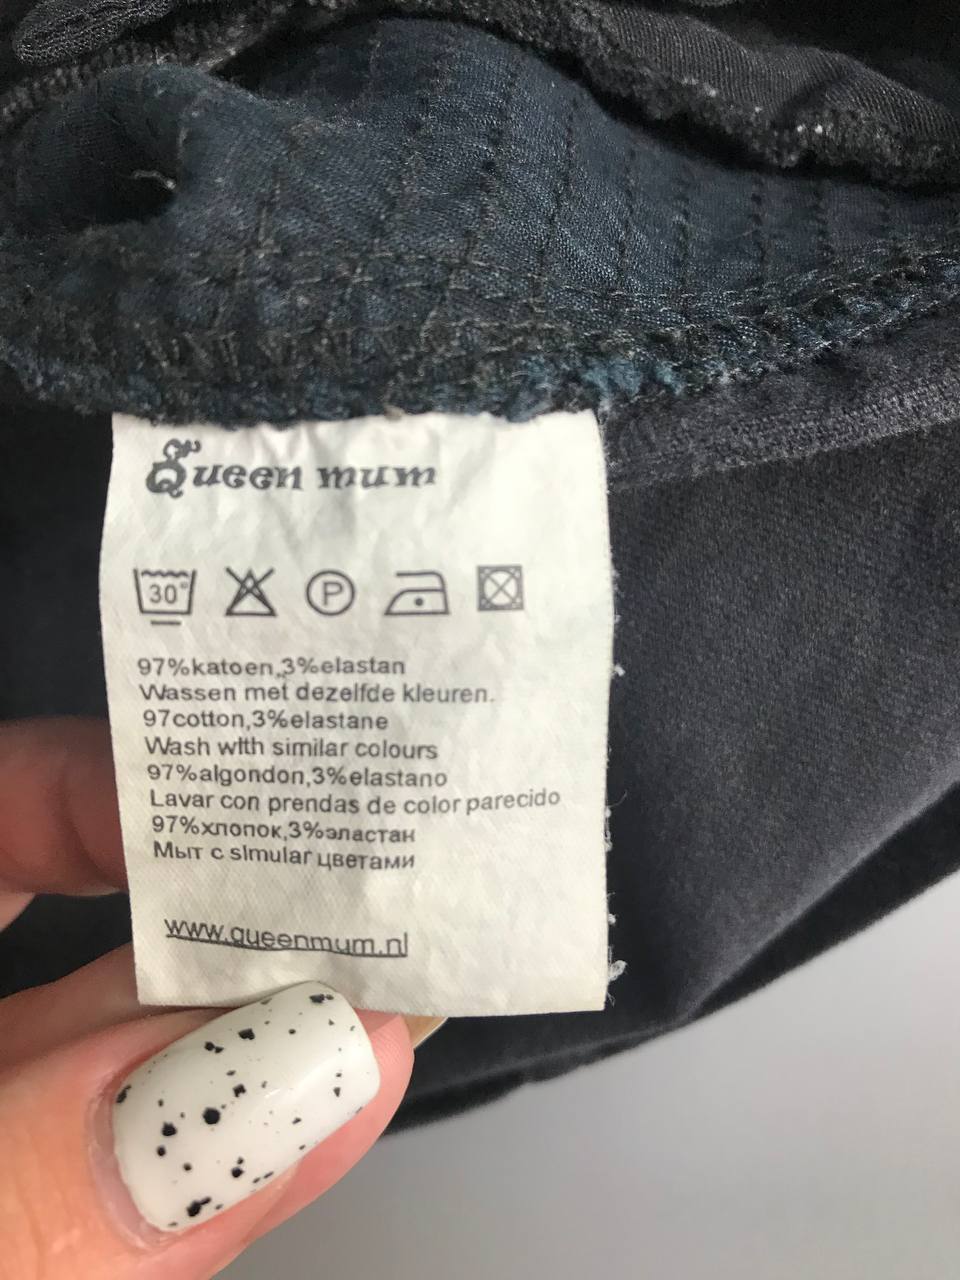 Queen mum
30°
P
97%katoen,3%elastan
Wassen met dezelfde kleuren.
97cotton,3%elastane
Wash with similar colours
97%algondon,3%elastano
Lavar con prendas de color parecido
97%хлопок,3%эластан
Мыт с simular цветами
www.queenmum.nl